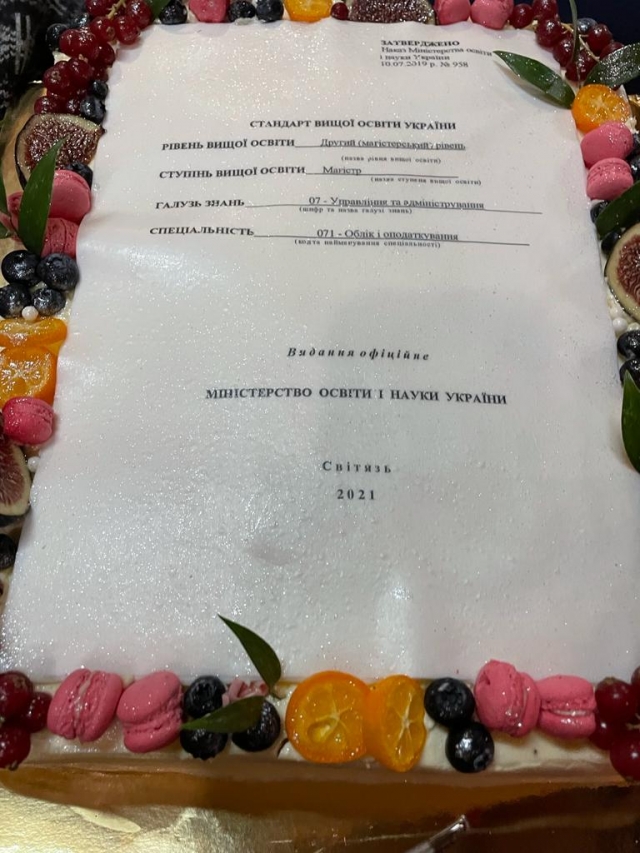 ЗАТВЕРДЖЕНО
Наказ Міністерства освіти
і науки України
10.07.2019 р. № 958
СТАНДАРТ ВИЩОЇ ОСВІТИ УКРАЇНИ
РІВЕНЬ ВИЩОЇ ОСВІТИ Другий (магістерський) рівень
(назва рівня вищої освіти)
СТУПІНЬ ВИЩОЇ ОСВІТИ Магістр
(назва ступеня вищої освіти)
ГАЛУЗЬ ЗНАНЬ 07 - Управління та адміністрування
(шифр та назва галузі знань)
СПЕЦІАЛЬНІСТЬ 071 - Облік і оподаткування
(код та найменування спеціальності)
Видання офіційне
МІНІСТЕРСТВО ОСВІТИ І НАУКИ УКРАЇНИ
Світязь
2021